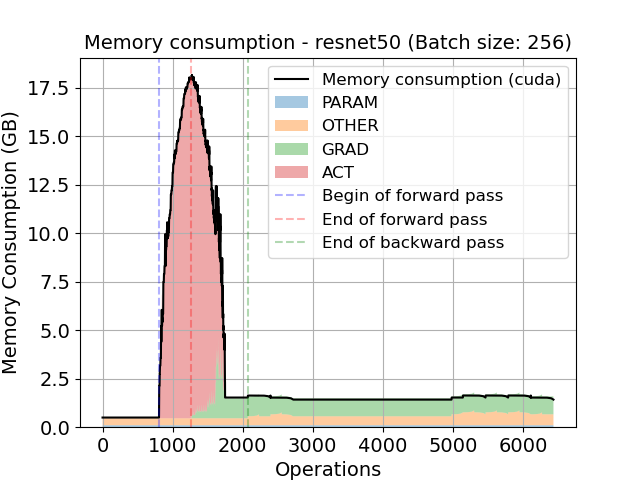 Memory consumption - resnet50 (Batch size: 256)
Memory Consumption (GB)
17.5
15.0
12.5
10.0
7.5
5.0
2.5
0.0
Memory consumption (cuda)
PARAM
OTHER
GRAD
ACT
Begin of forward pass
End of forward pass
End of backward pass
0 1000 2000 3000 4000 5000 6000
Operations